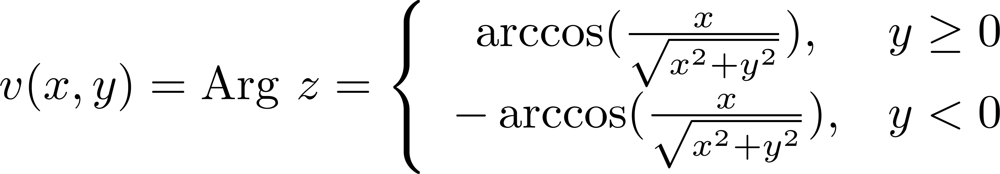 v(x, y) = Arg z = { arccos(x/√(x²+y²)), y ≥ 0
− arccos(x/√(x²+y²)), y < 0